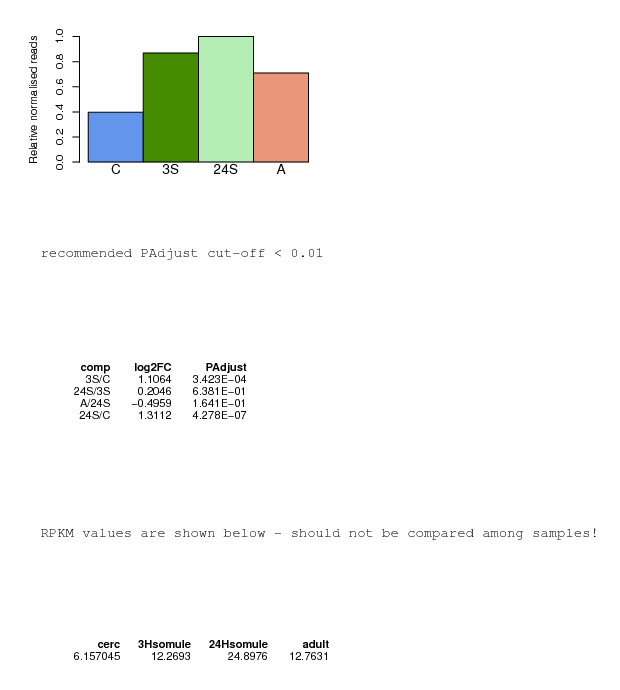 Relative normalised reads
1.0
0.8
0.6
0.4
0.2
0.0
C 3S 24S A
recommended PAdjust cut-off < 0.01
comp log2FC PAdjust
3S/C 1.1064 3.423E−04
24S/3S 0.2046 6.381E−01
A/24S −0.4959 1.641E−01
24S/C 1.3112 4.278E−07
RPKM values are shown below - should not be compared among samples!
cerc 3Hsomule 24Hsomule adult
6.157045 12.2693 24.8976 12.7631